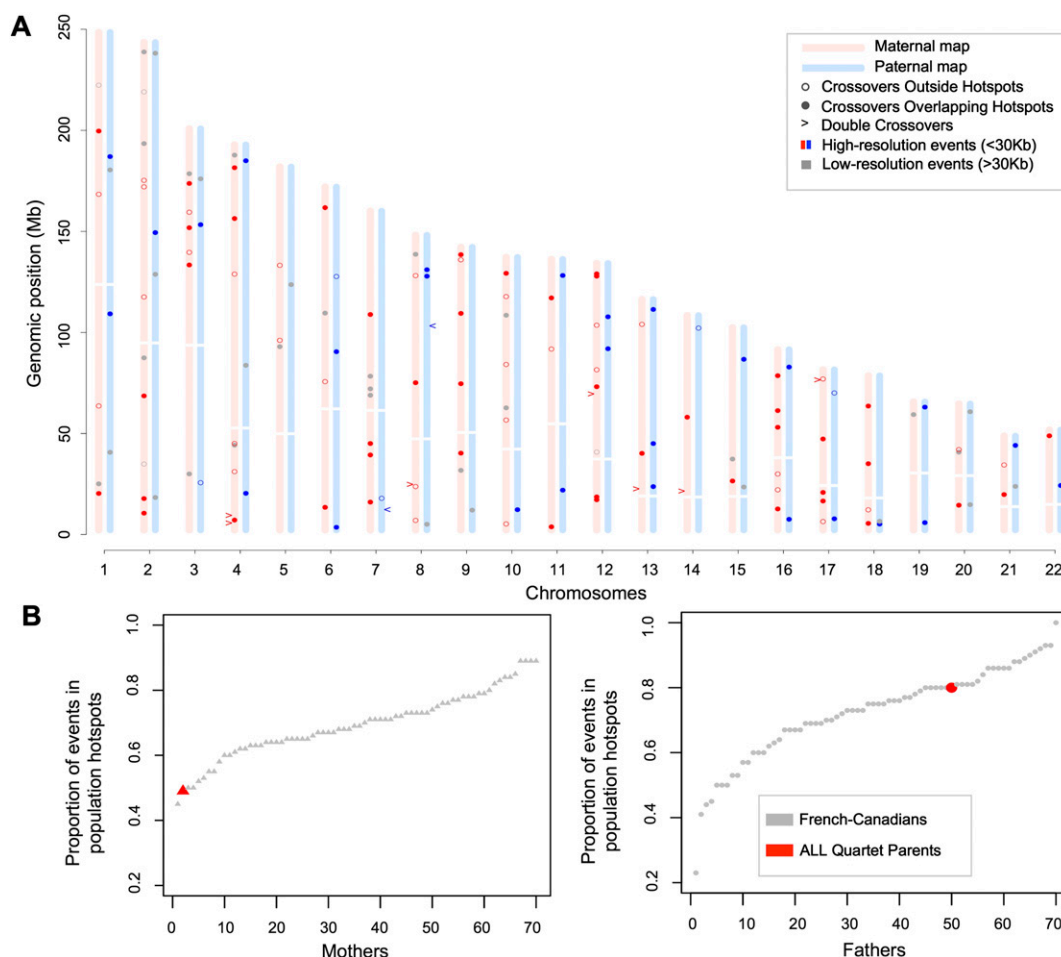 A
250
200
150
100
50
0
Genomic position (Mb)
Maternal map
Paternal map
Crossovers Outside Hotspots
Crossovers Overlapping Hotspots
> Double Crossovers
High-resolution events (<30Kb)
Low-resolution events (>30Kb)
1 2 3 4 5 6 7 8 9 10 11 12 13 14 15 16 17 18 19 20 21 22
Chromosomes
B
Proportion of events in
population hotspots
1.0
0.8
0.6
0.4
0.2
0 10 20 30 40 50 60 70
Mothers
Proportion of events in
population hotspots
1.0
0.8
0.6
0.4
0.2
French-Canadians
ALL Quartet Parents
0 10 20 30 40 50 60 70
Fathers